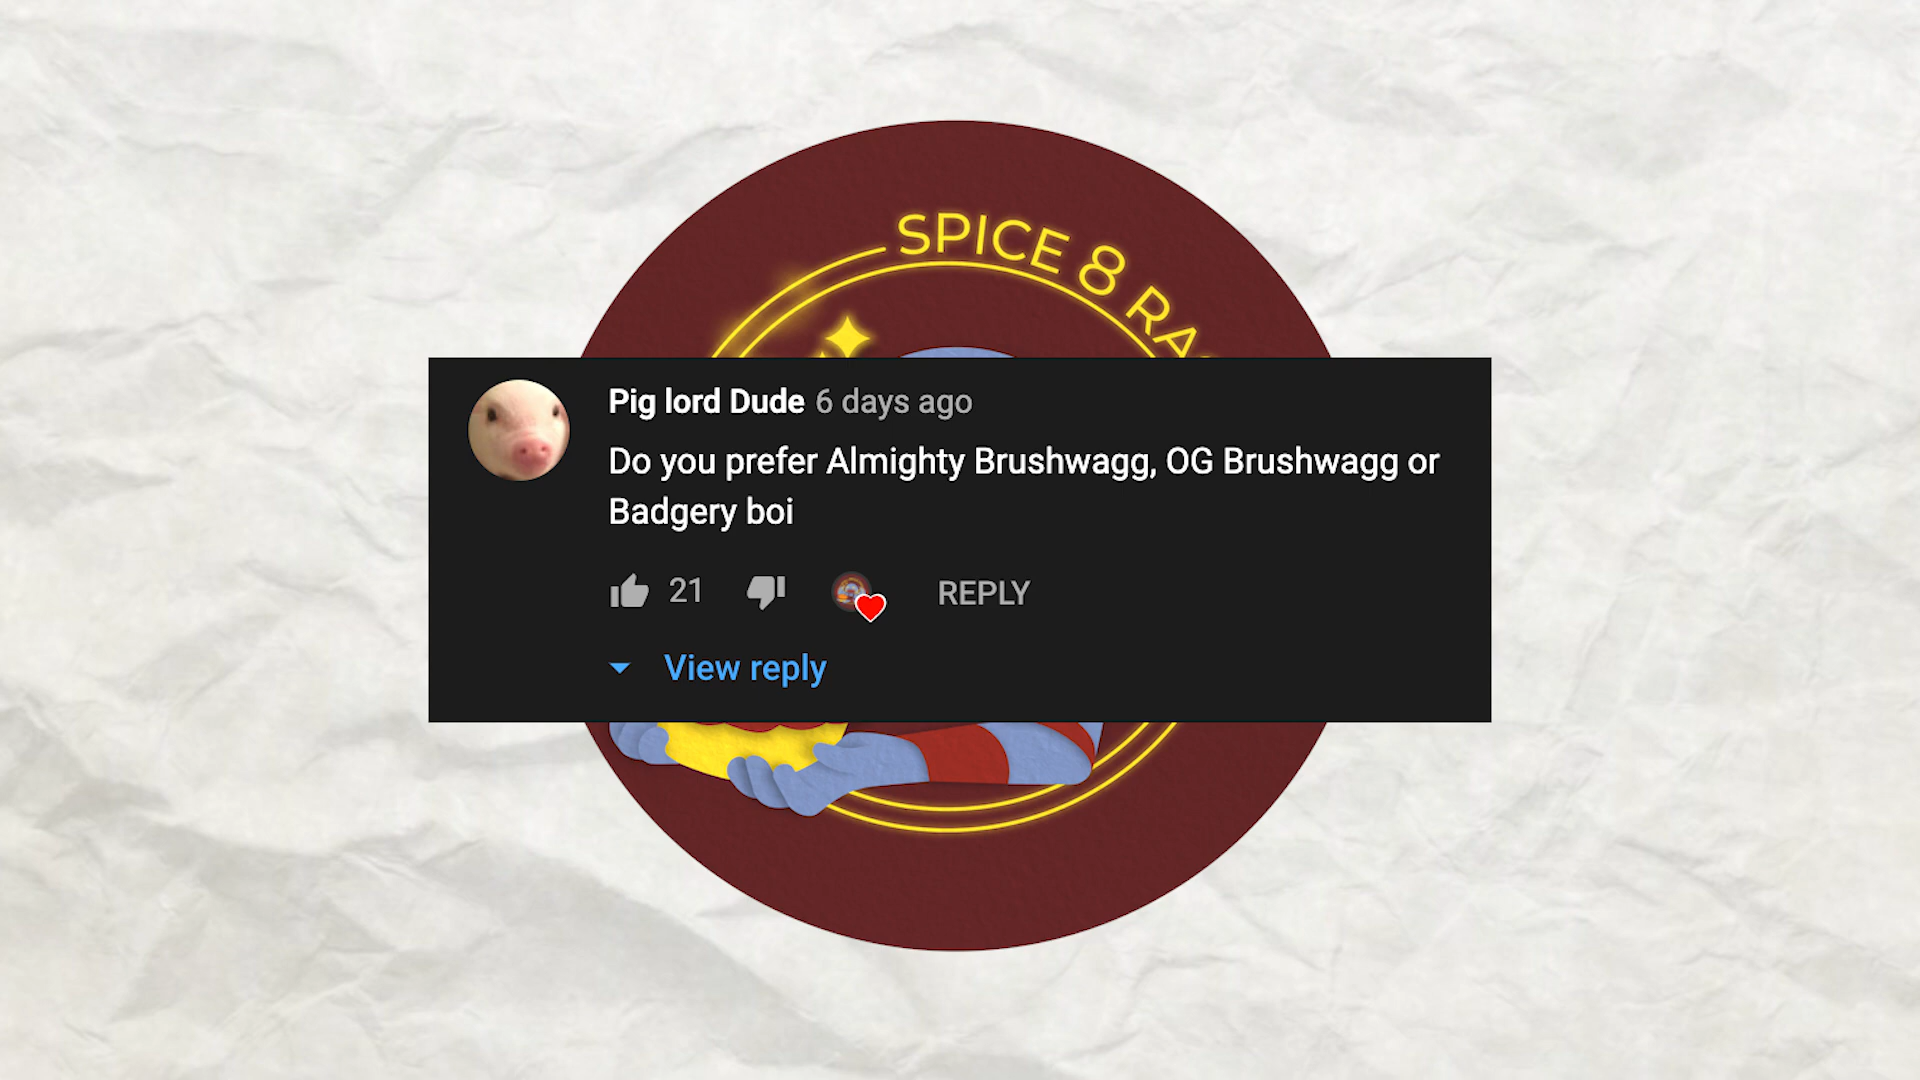 SPICE 8 RA
Pig lord Dude 6 days ago
Do you prefer Almighty Brushwagg, OG Brushwagg or
Badgery boi
21
REPLY
View reply